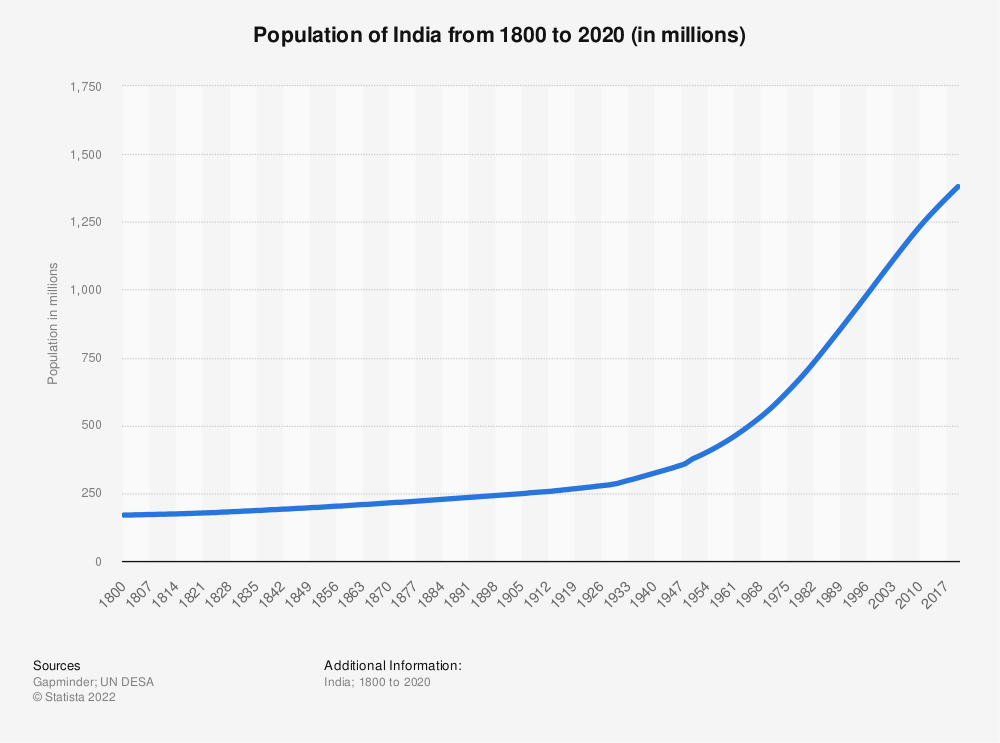 Population of India from 1800 to 2020 (in millions)
1,750
1,500
1,250
1,000
750
500
250
0
Population in millions
1800 1807 1814 1821 1828 1835 1842 1849 1856 1863 1870 1877 1884 1891 1898 1905 1912 1919 1926 1933 1940 1947 1954 1961 1968 1975 1982 1989 1996 2003 2010 2017
Sources
Gapminder; UN DESA
© Statista 2022
Additional Information:
India; 1800 to 2020